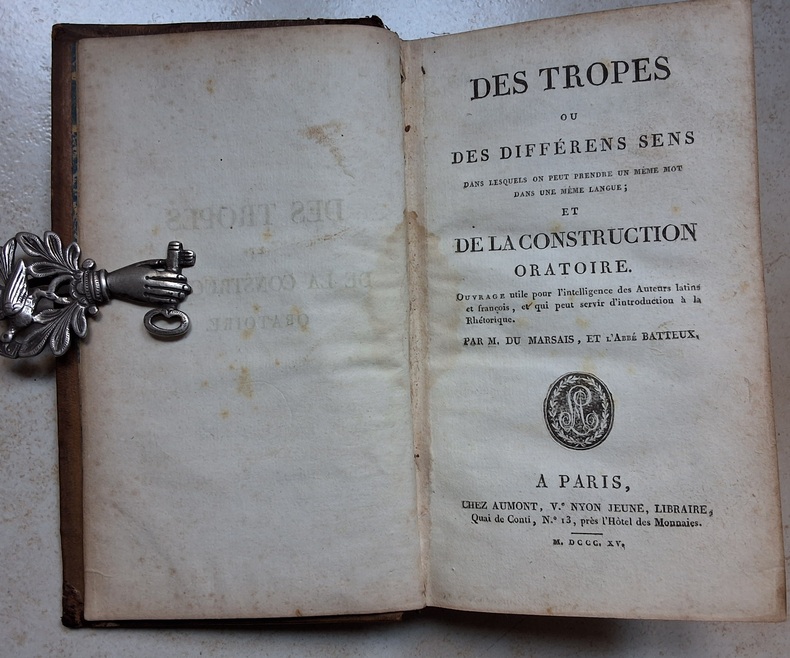 DES TROPES
OU
DES DIFFÉRENS SENS
DANS LESQUELS ON PEUT PRENDRE UN MÊME MOT
DANS UNE MÊME LANGUE;
ET
DE LA CONSTRUCTION
ORATOIRE.
OUVRAGE utile pour l'intelligence des Auteurs latins
et françois, et qui peut servir d'introduction à la
Rhétorique.
PAR M. DU MARSAIS, ET L'ABBÉ BATTEUX.
A PARIS,
CHEZ AUMONT, V.e NYON JEUNE, LIBRAIRE,
Quai de Conti, N.o 13, près l'Hôtel des Monnaies.
M. DCCC. XV.